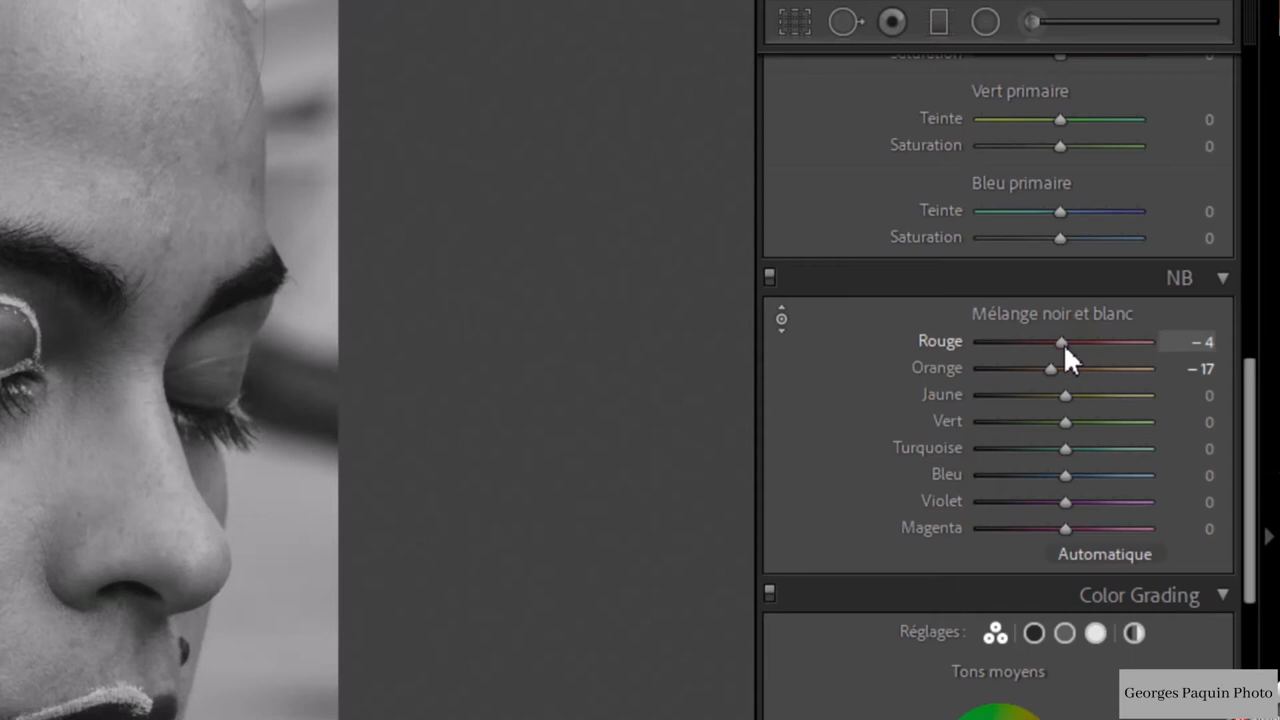 Saturation
Vert primaire
Teinte 0
Saturation 0
Bleu primaire
Teinte 0
Saturation 0
NB
Mélange noir et blanc
Rouge – 4
Orange – 17
Jaune 0
Vert 0
Turquoise 0
Bleu 0
Violet 0
Magenta 0
Automatique
Color Grading
Réglages :
Tons moyens
Georges Paquin Photo